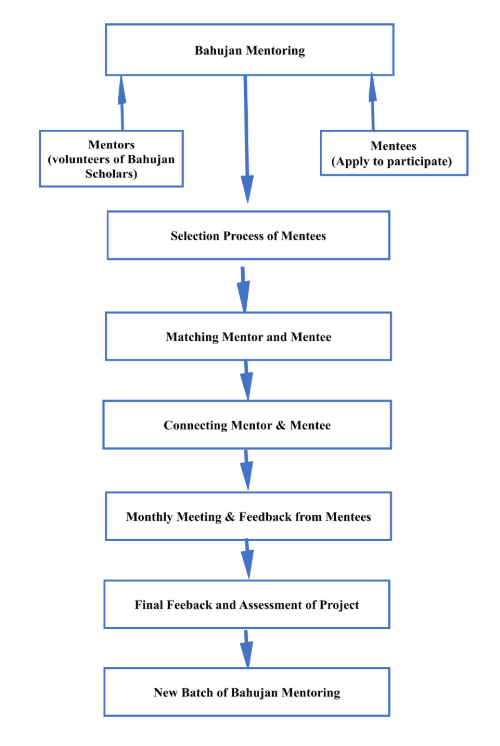 Bahujan Mentoring
Mentors
(volunteers of Bahujan
Scholars)
Mentees
(Apply to participate)
Selection Process of Mentees
Matching Mentor and Mentee
Connecting Mentor & Mentee
Monthly Meeting & Feedback from Mentees
Final Feeback and Assessment of Project
New Batch of Bahujan Mentoring